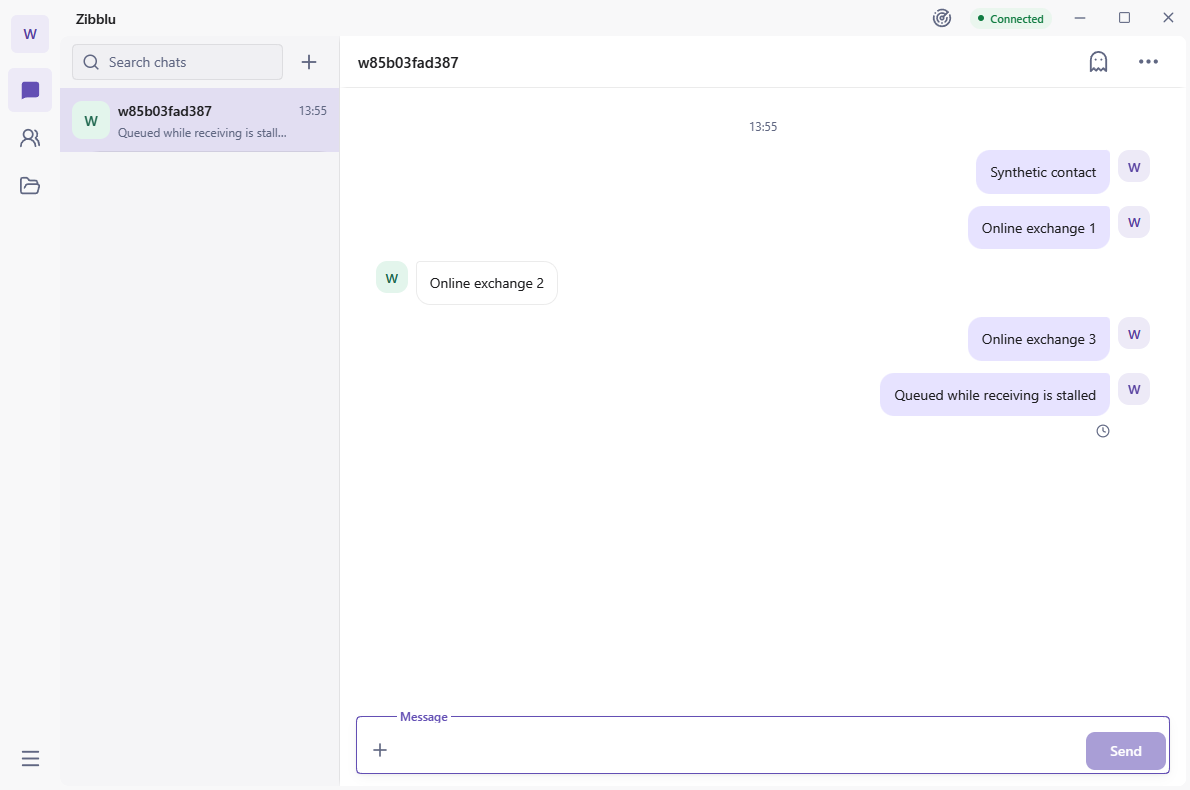 W
Zibblu
Connected
Search chats
w85b03fad387
W
w85b03fad387
13:55
Queued while receiving is stall...
13:55
Synthetic contact
W
Online exchange 1
W
W
Online exchange 2
Online exchange 3
W
Queued while receiving is stalled
W
Message
Send